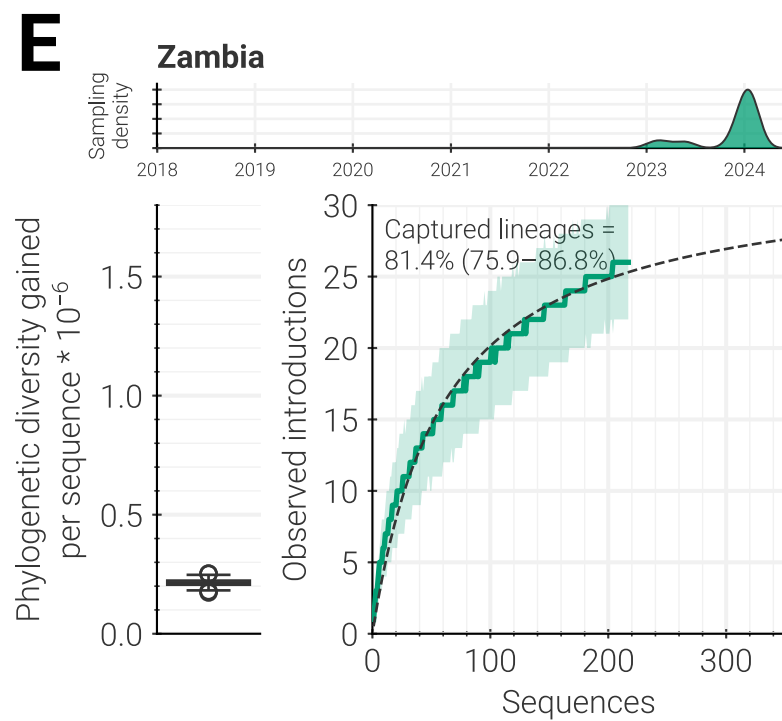 E
Zambia
Sampling
density
2018 2019 2020 2021 2022 2023 2024
Phylogenetic diversity gained
per sequence * 10⁻⁶
1.5
1.0
0.5
0.0
Observed introductions
30
25
20
15
10
5
0
Captured lineages =
81.4% (75.9–86.8%)
0 100 200 300
Sequences